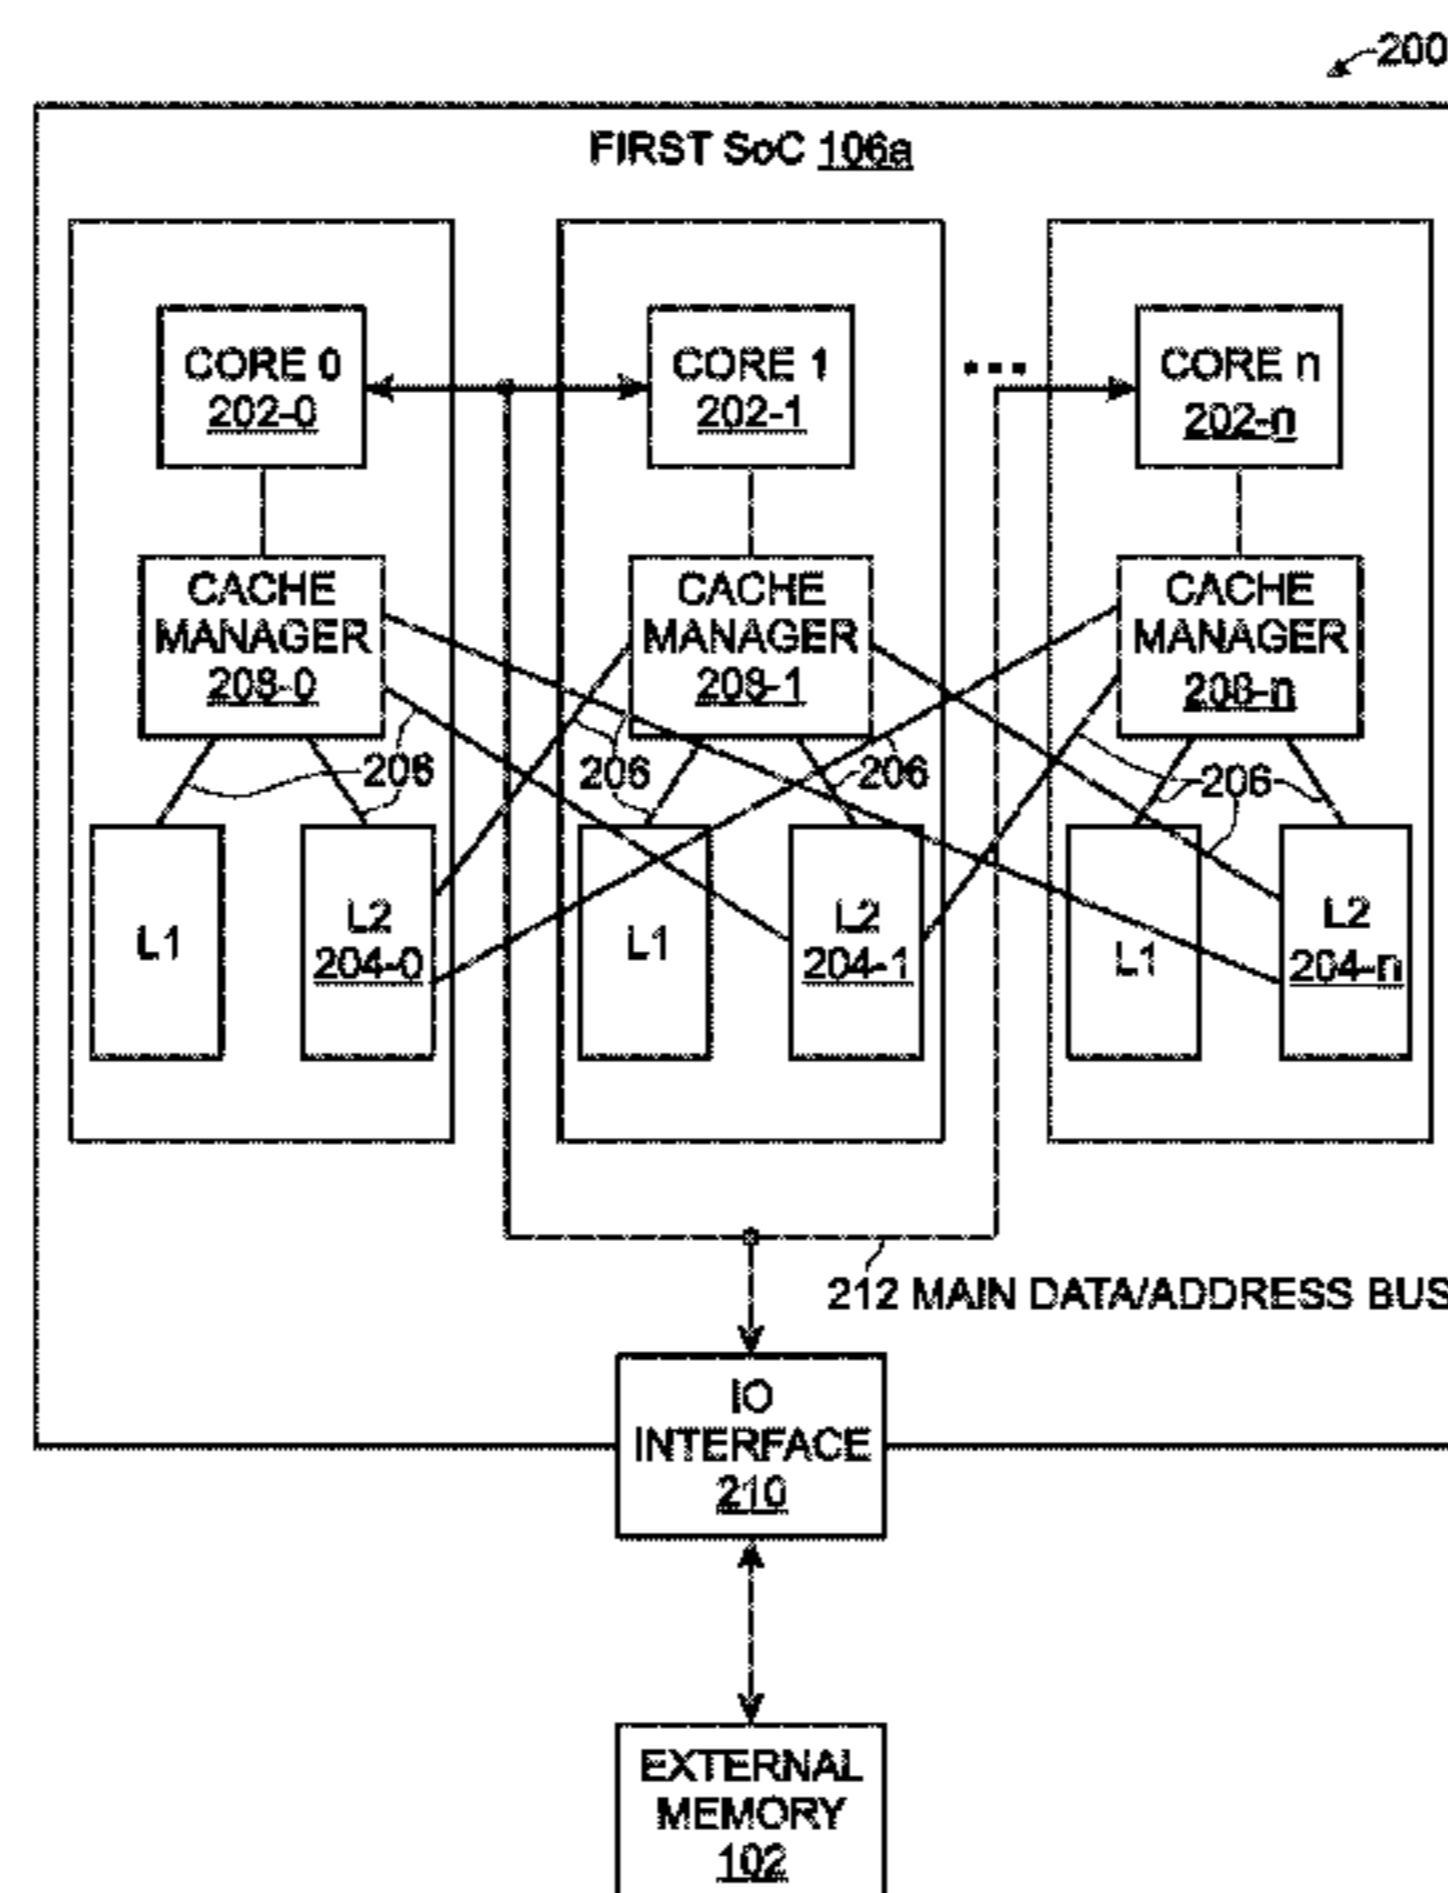 200
FIRST SoC 106a
CORE 0
202-0
CORE 1
202-1
...
CORE n
202-n
CACHE
MANAGER
208-0
CACHE
MANAGER
208-1
CACHE
MANAGER
208-n
206
206
206
206
L1
L2
204-0
L1
L2
204-1
L1
L2
204-n
212 MAIN DATA/ADDRESS BUS
IO
INTERFACE
210
EXTERNAL
MEMORY
102